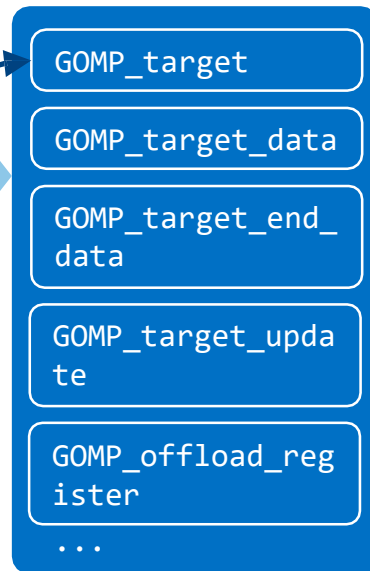 GOMP_target
GOMP_target_data
GOMP_target_end_
data
GOMP_target_upda
te
GOMP_offload_reg
ister
...